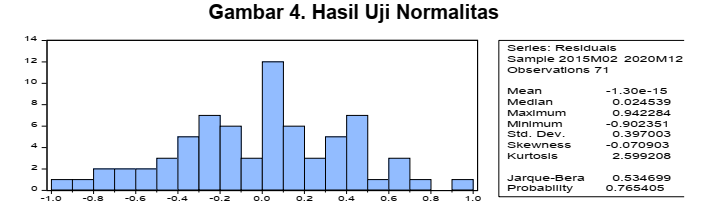 Gambar 4. Hasil Uji Normalitas
14
12
10
8
6
4
2
0
-1.0 -0.8 -0.6 -0.4 -0.2 0.0 0.2 0.4 0.6 0.8 1.0
Series: Residuals
Sample 2015M02 2020M12
Observations 71
Mean -1.30e-15
Median 0.024539
Maximum 0.942284
Minimum -0.902351
Std. Dev. 0.397003
Skewness -0.070903
Kurtosis 2.599208
Jarque-Bera 0.534699
Probability 0.765405